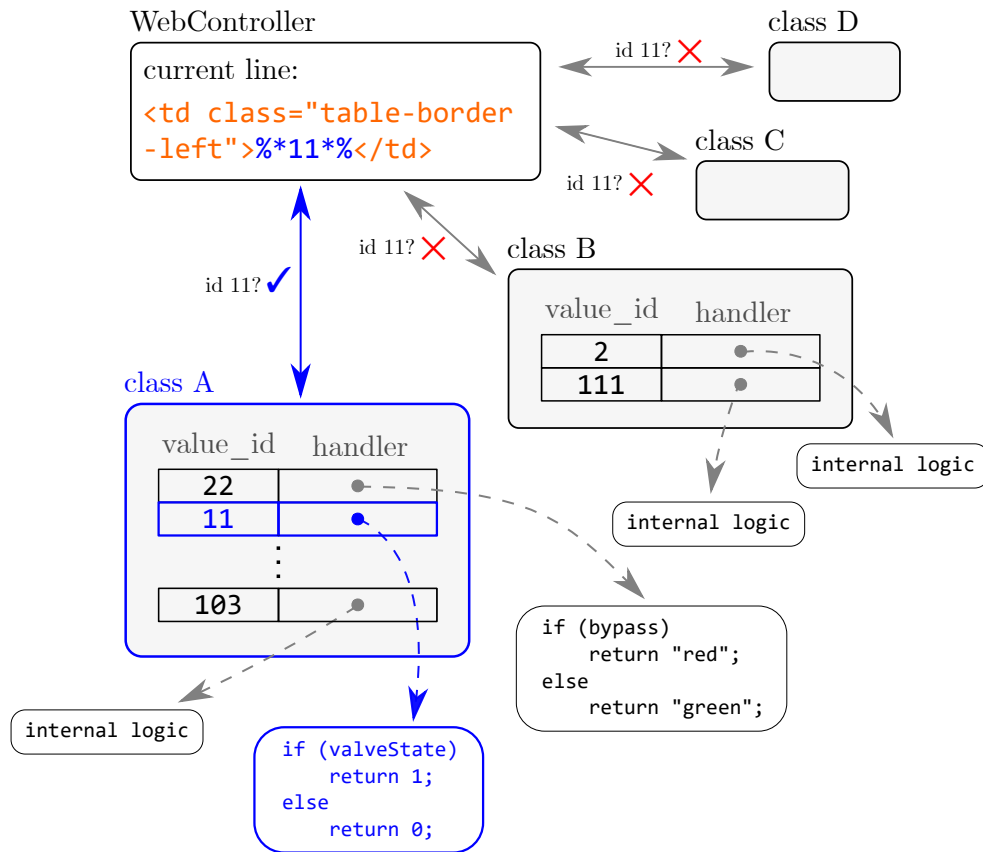 WebController
current line:
<td class="table-border
-left">%*11*%</td>
id 11?
class D
class C
id 11?
id 11?
class B
value_id handler
2
111
id 11?
class A
value_id handler
22
11
103
internal logic
internal logic
if (bypass)
    return "red";
else
    return "green";
internal logic
if (valveState)
    return 1;
else
    return 0;